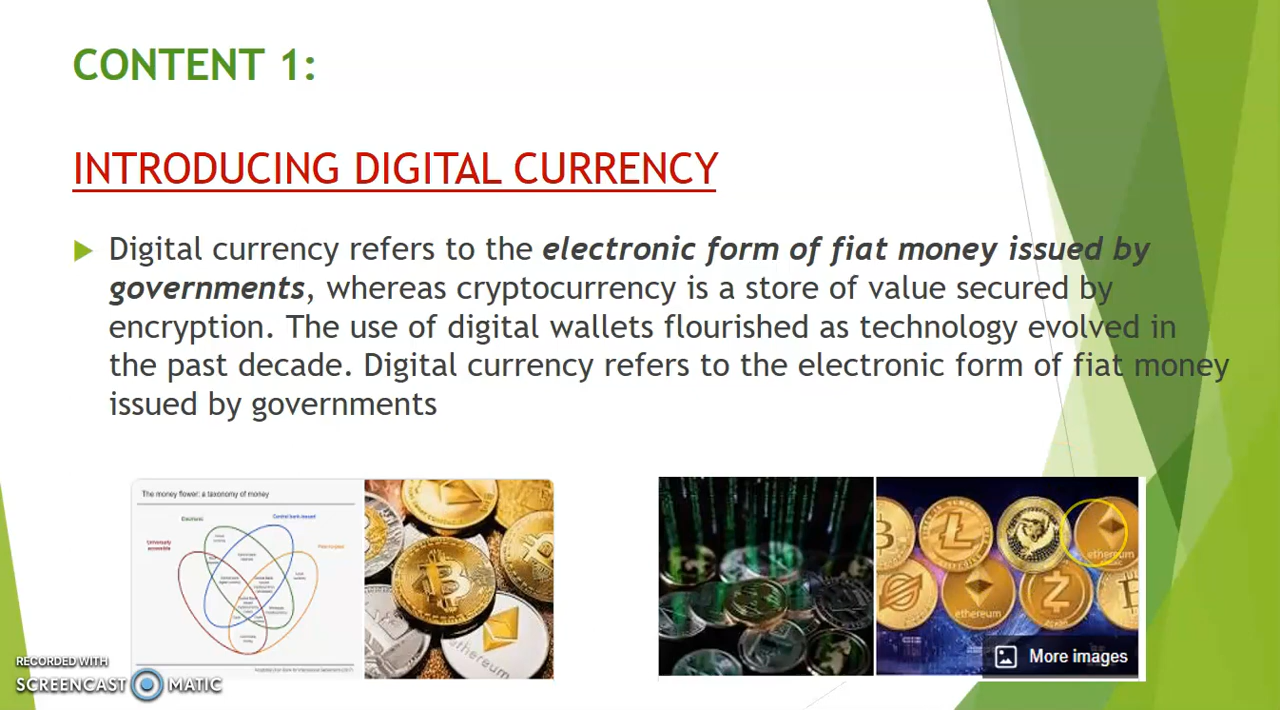 CONTENT 1:
INTRODUCING DIGITAL CURRENCY
Digital currency refers to the electronic form of fiat money issued by
governments, whereas cryptocurrency is a store of value secured by
encryption. The use of digital wallets flourished as technology evolved in
the past decade. Digital currency refers to the electronic form of fiat money
issued by governments
The money flower: a taxonomy of money
Electronic
Central bank-issued
Universally
accessible
Peer-to-peer
ethereum
ethereum
ethereum
More images
RECORDED WITH
SCREENCAST MATIC